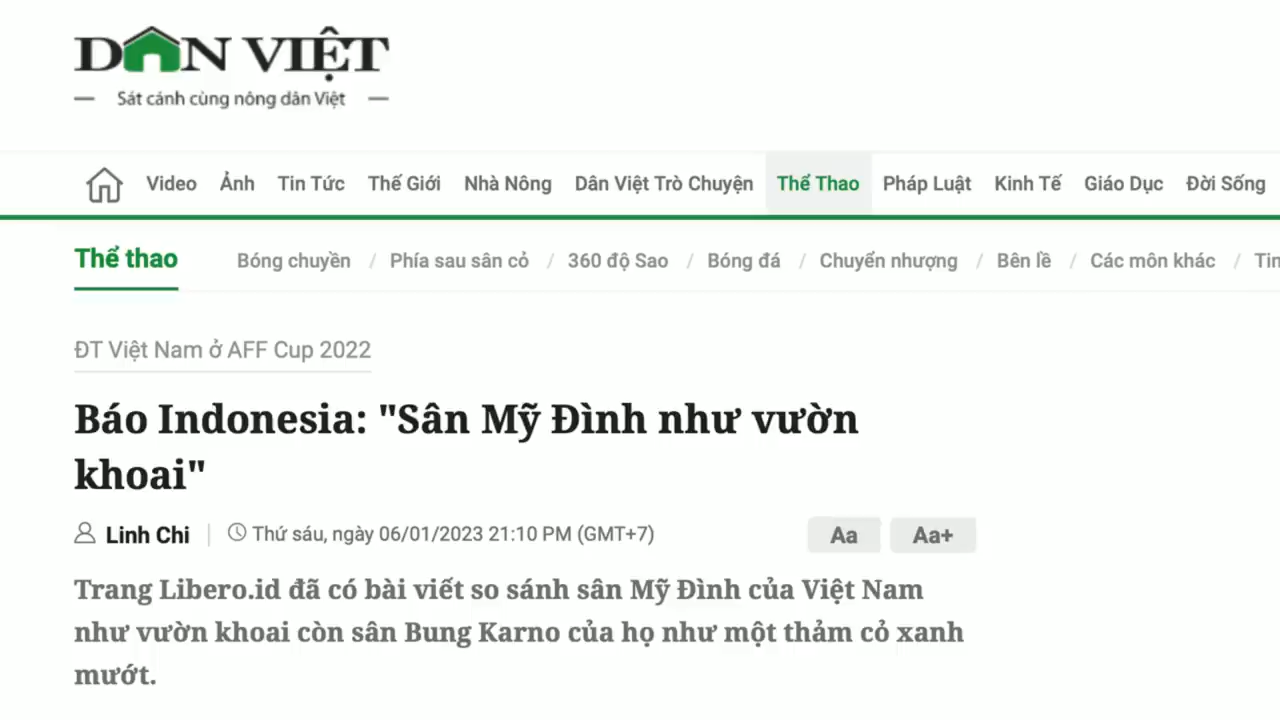 DÂN VIỆT
Sát cánh cùng nông dân Việt
Video Ảnh Tin Tức Thế Giới Nhà Nông Dân Việt Trò Chuyện Thể Thao Pháp Luật Kinh Tế Giáo Dục Đời Sống
Thể thao Bóng chuyền / Phía sau sân cỏ / 360 độ Sao / Bóng đá / Chuyển nhượng / Bên lề / Các môn khác / Tin
ĐT Việt Nam ở AFF Cup 2022
Báo Indonesia: "Sân Mỹ Đình như vườn
khoai"
Linh Chi | Thứ sáu, ngày 06/01/2023 21:10 PM (GMT+7) Aa Aa+
Trang Libero.id đã có bài viết so sánh sân Mỹ Đình của Việt Nam
như vườn khoai còn sân Bung Karno của họ như một thảm cỏ xanh
mướt.